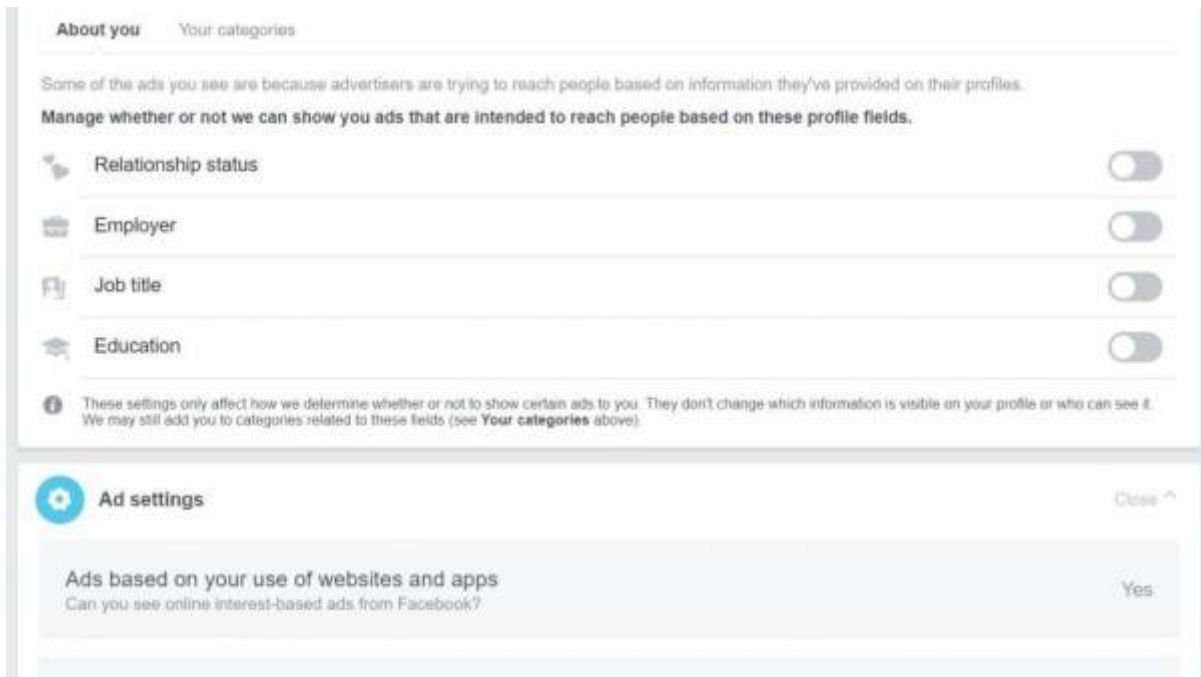 About you Your categories
Some of the ads you see are because advertisers are trying to reach people based on information they've provided on their profiles.
Manage whether or not we can show you ads that are intended to reach people based on these profile fields.
Relationship status
Employer
Job title
Education
These settings only affect how we determine whether or not to show certain ads to you. They don't change which information is visible on your profile or who can see it.
We may still add you to categories related to these fields (see Your categories above).
Ad settings Close
Ads based on your use of websites and apps
Can you see online interest-based ads from Facebook?
Yes